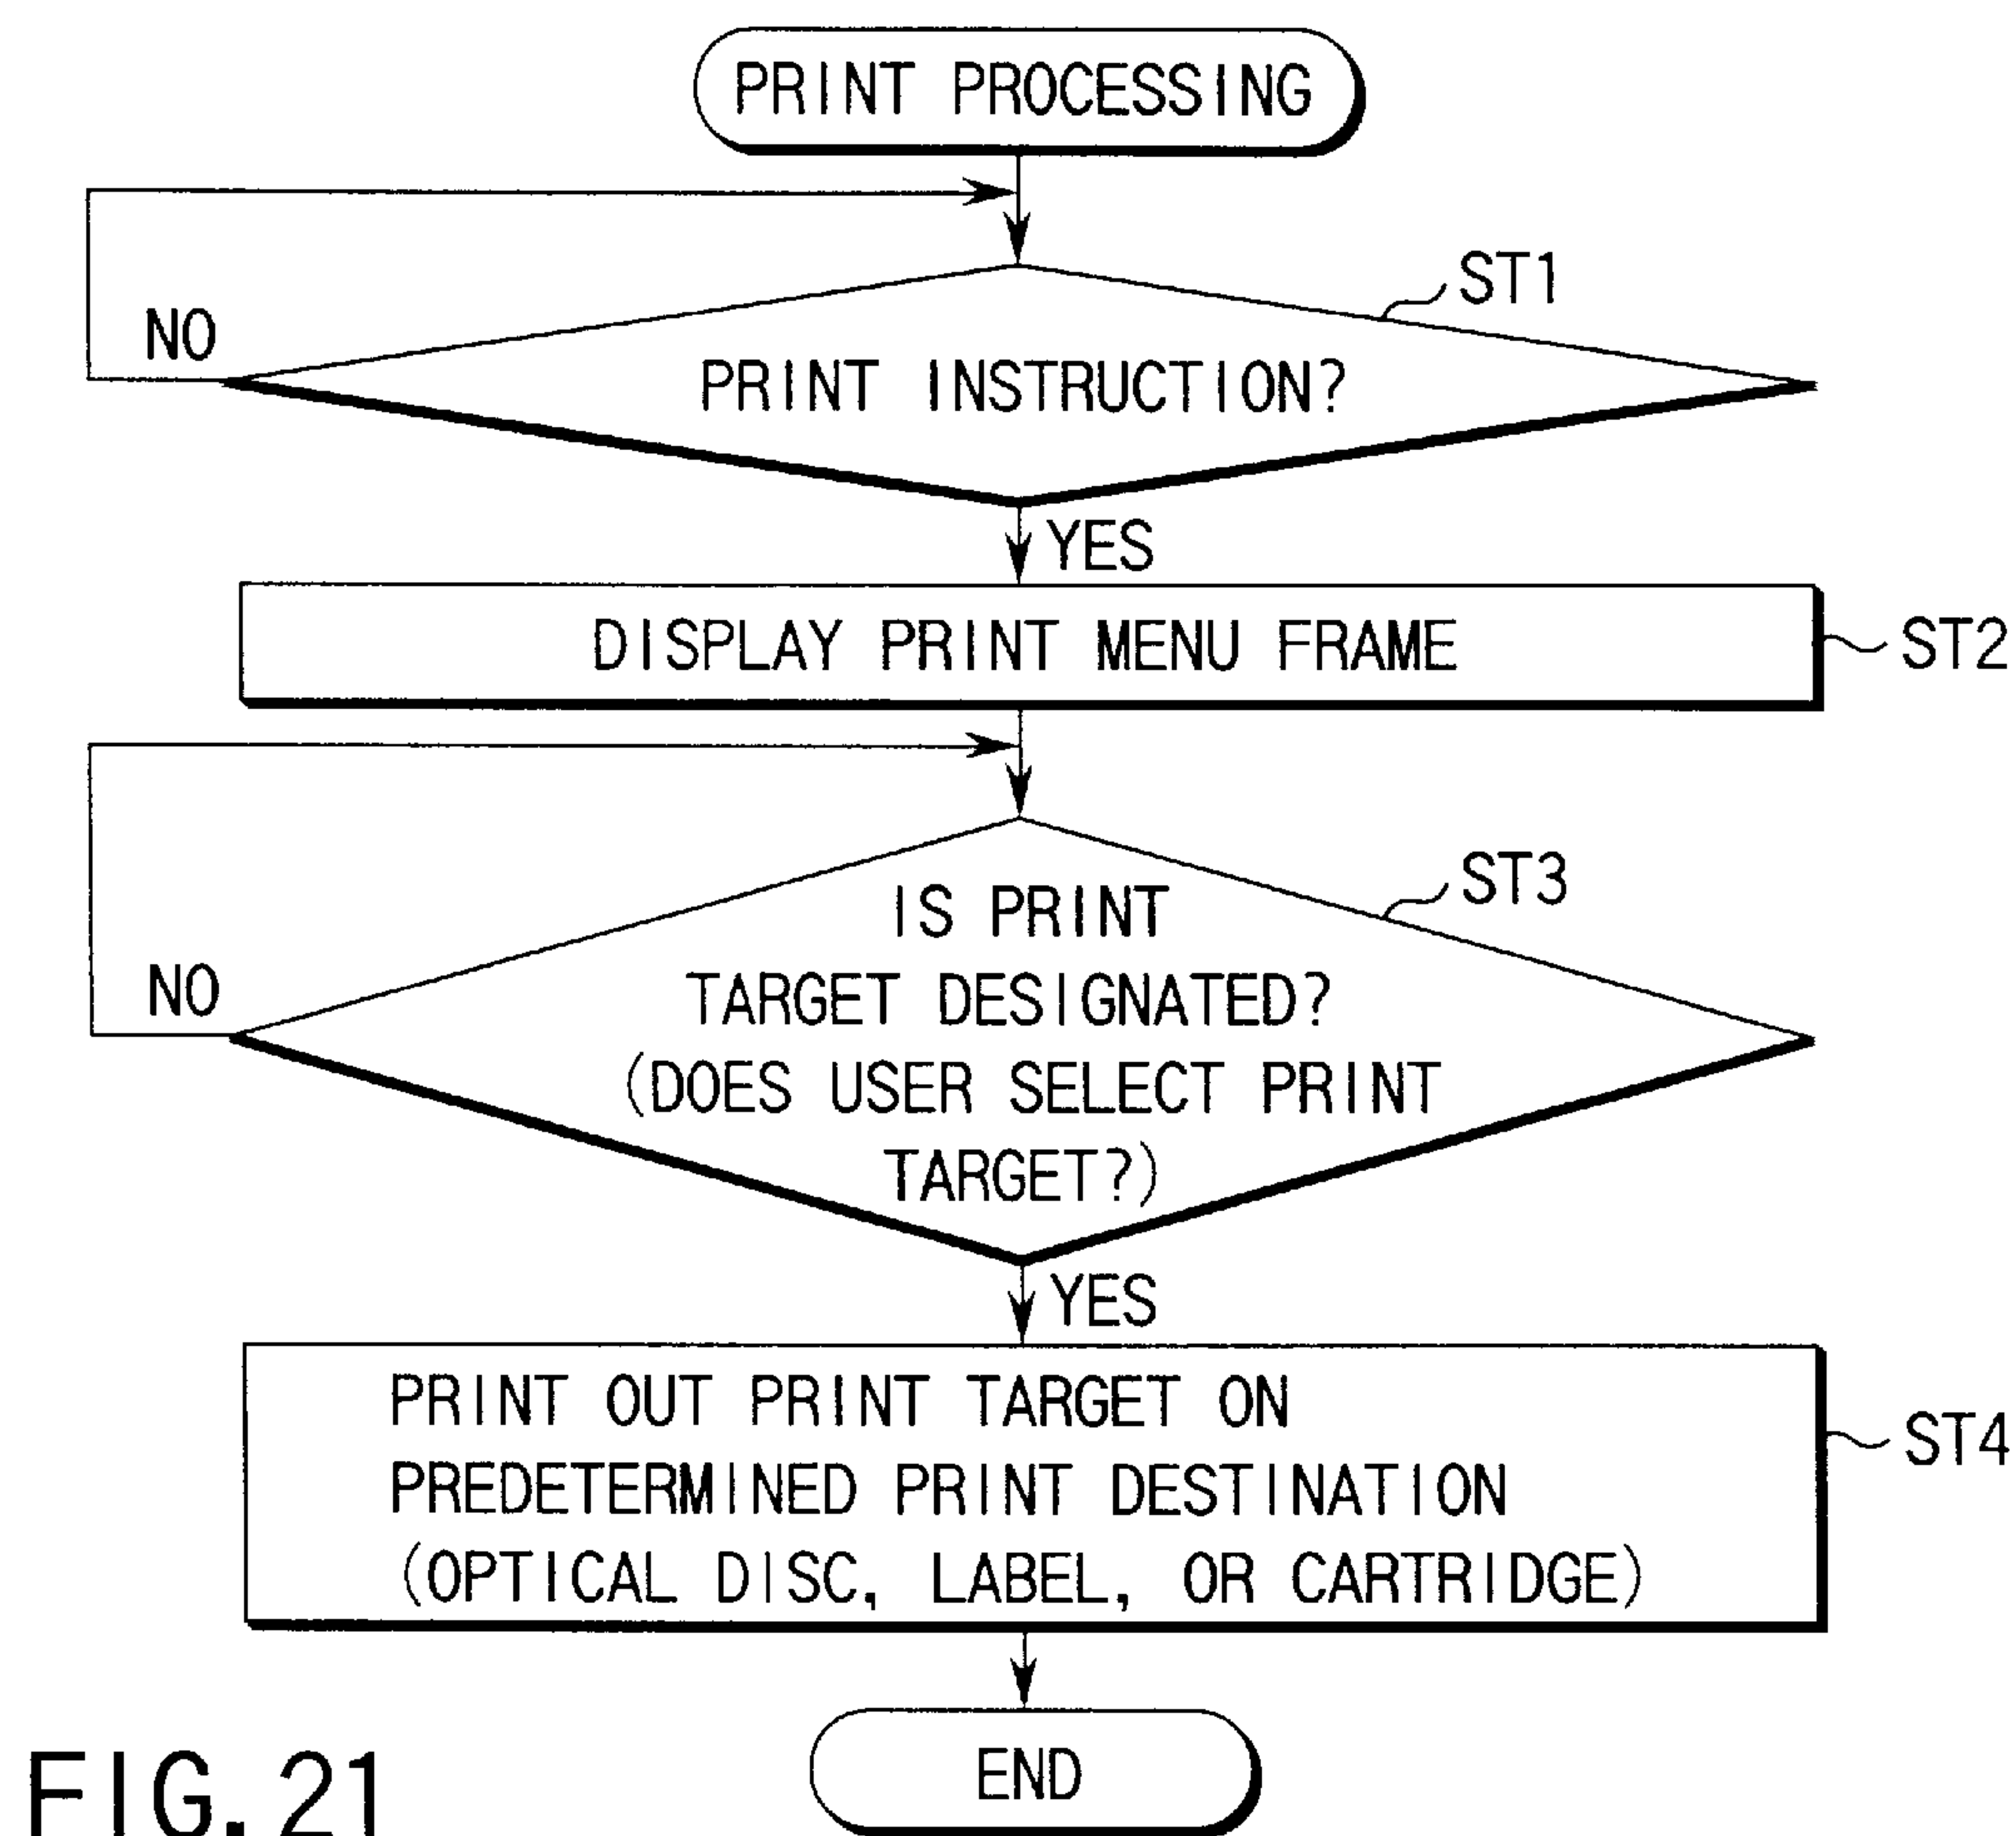 PRINT PROCESSING
ST1
NO
PRINT INSTRUCTION?
YES
DISPLAY PRINT MENU FRAME
ST2
ST3
IS PRINT
NO
TARGET DESIGNATED?
(DOES USER SELECT PRINT
TARGET?)
YES
PRINT OUT PRINT TARGET ON
ST4
PREDETERMINED PRINT DESTINATION
(OPTICAL DISC, LABEL, OR CARTRIDGE)
END
FIG. 21